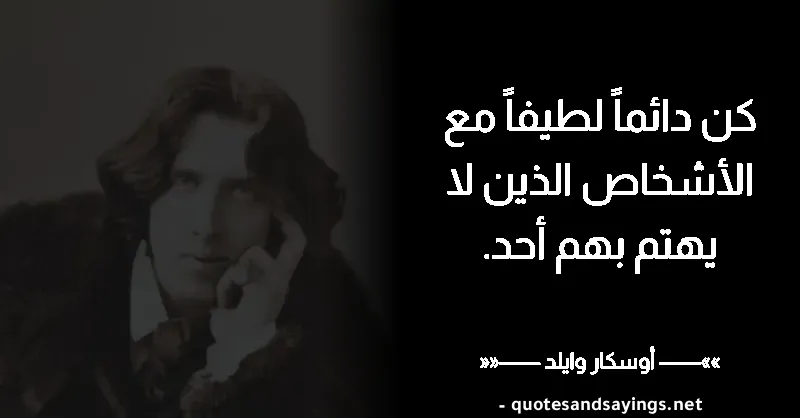 كن دائماً لطيفاً مع
الأشخاص الذين لا
يهتم بهم أحد.
»»—— أوسكار وايلد ——««
- quotesandsayings.net